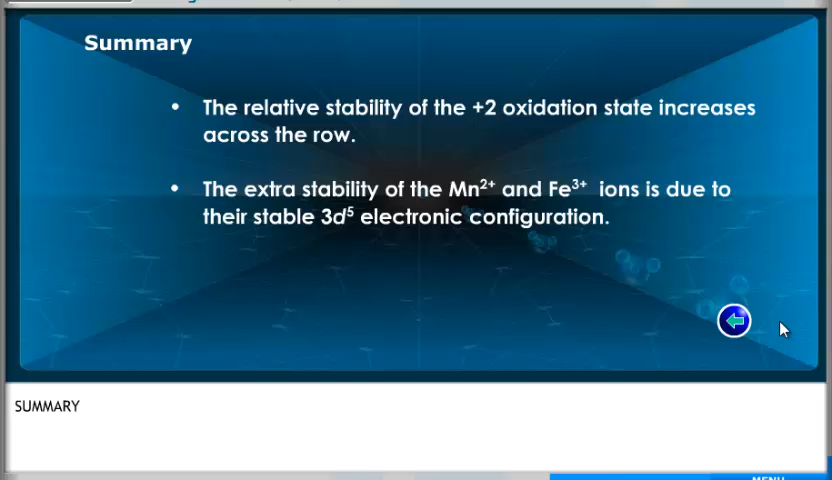 Summary
• The relative stability of the +2 oxidation state increases
across the row.
• The extra stability of the Mn²⁺ and Fe³⁺ ions is due to
their stable 3d⁵ electronic configuration.
SUMMARY
MENU